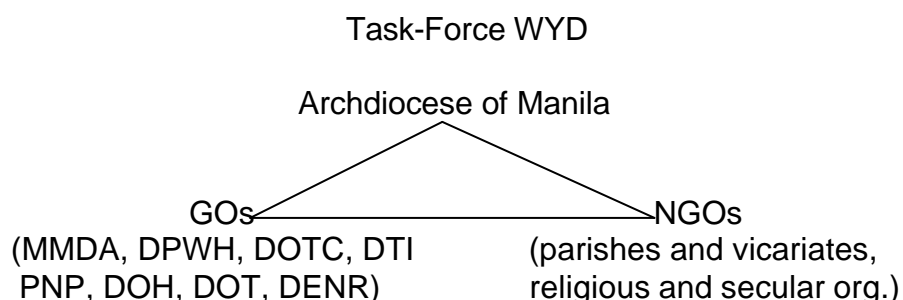 Task-Force WYD
Archdiocese of Manila
GOs
NGOs
(MMDA, DPWH, DOTC, DTI
PNP, DOH, DOT, DENR)
(parishes and vicariates,
religious and secular org.)